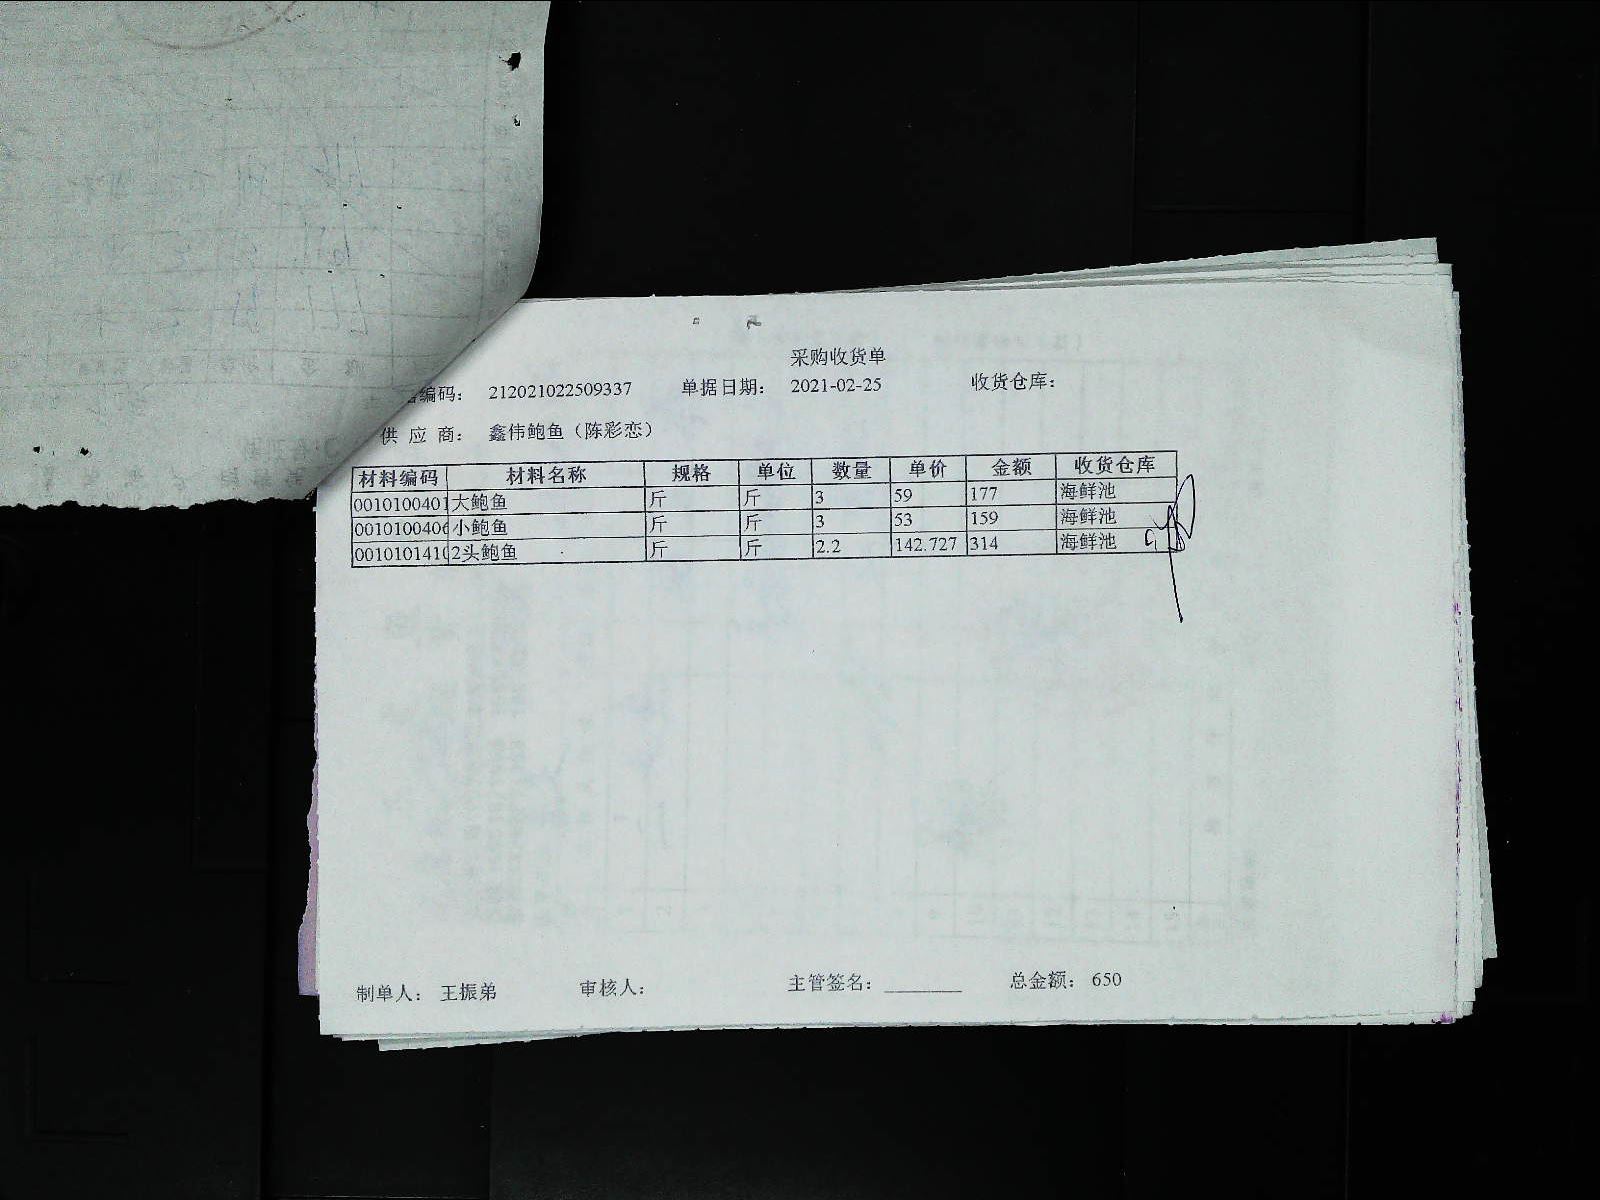 采购收货单
编码： 212021022509337 单据日期： 2021-02-25 收货仓库：
供 应 商： 鑫伟鲍鱼（陈彩恋）
材料编码 材料名称 规格 单位 数量 单价 金额 收货仓库
0010100401 大鲍鱼 斤 斤 3 59 177 海鲜池
0010100406 小鲍鱼 斤 斤 3 53 159 海鲜池
0010101410 2头鲍鱼 斤 斤 2.2 142.727 314 海鲜池
制单人： 王振弟 审核人： 主管签名： 总金额： 650